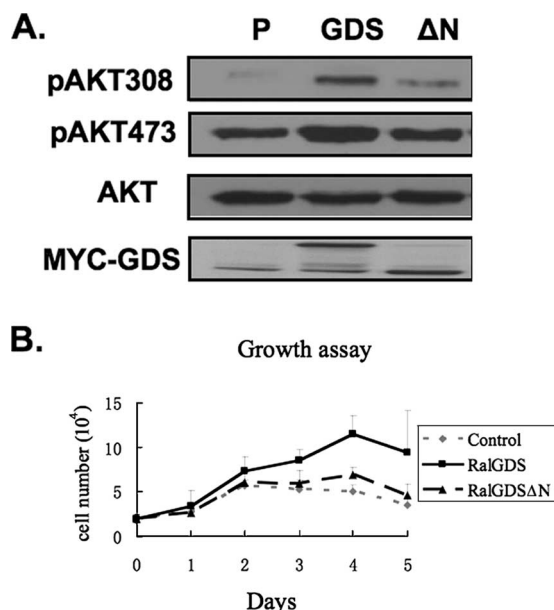 A.
P GDS ΔN
pAKT308
pAKT473
AKT
MYC-GDS
B.
Growth assay
cell number (10⁴)
15
10
5
0
0 1 2 3 4 5
Days
Control
RalGDS
RalGDSΔN